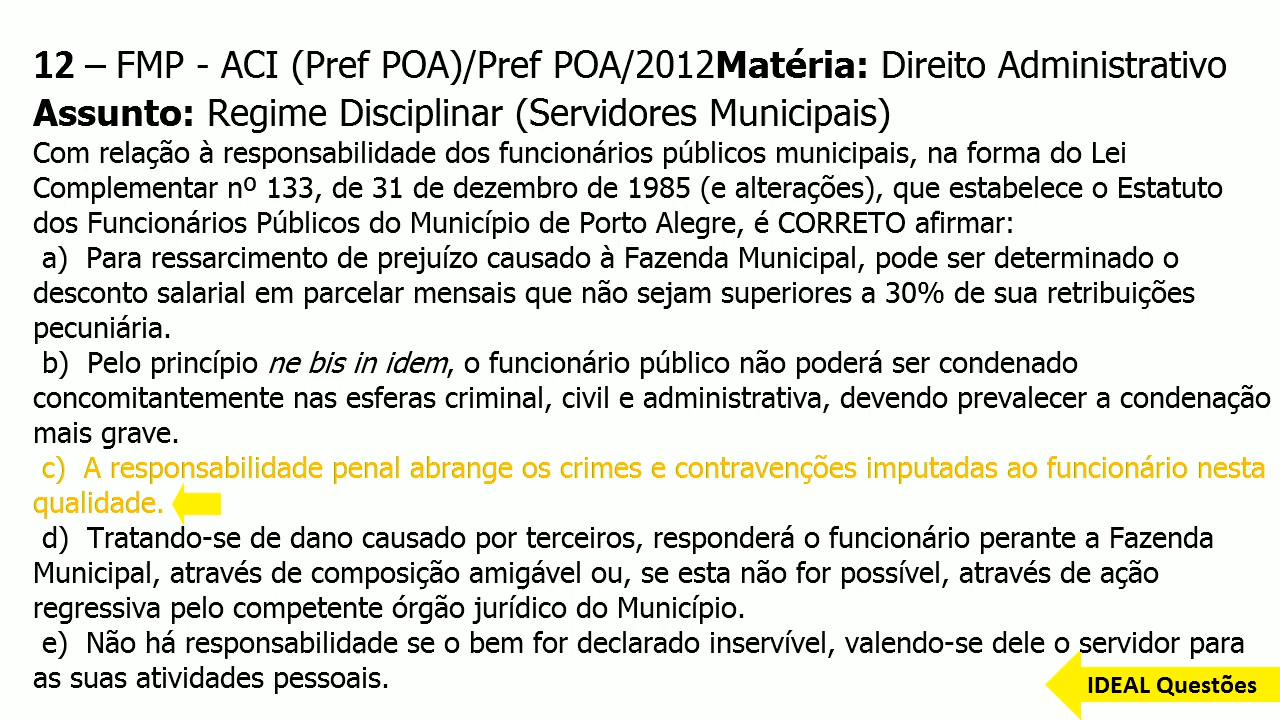 12 – FMP - ACI (Pref POA)/Pref POA/2012Matéria: Direito Administrativo
Assunto: Regime Disciplinar (Servidores Municipais)
Com relação à responsabilidade dos funcionários públicos municipais, na forma do Lei
Complementar nº 133, de 31 de dezembro de 1985 (e alterações), que estabelece o Estatuto
dos Funcionários Públicos do Município de Porto Alegre, é CORRETO afirmar:
a) Para ressarcimento de prejuízo causado à Fazenda Municipal, pode ser determinado o
desconto salarial em parcelar mensais que não sejam superiores a 30% de sua retribuições
pecuniária.
b) Pelo princípio ne bis in idem, o funcionário público não poderá ser condenado
concomitantemente nas esferas criminal, civil e administrativa, devendo prevalecer a condenação
mais grave.
c) A responsabilidade penal abrange os crimes e contravenções imputadas ao funcionário nesta
qualidade.
d) Tratando-se de dano causado por terceiros, responderá o funcionário perante a Fazenda
Municipal, através de composição amigável ou, se esta não for possível, através de ação
regressiva pelo competente órgão jurídico do Município.
e) Não há responsabilidade se o bem for declarado inservível, valendo-se dele o servidor para
as suas atividades pessoais.
IDEAL Questões